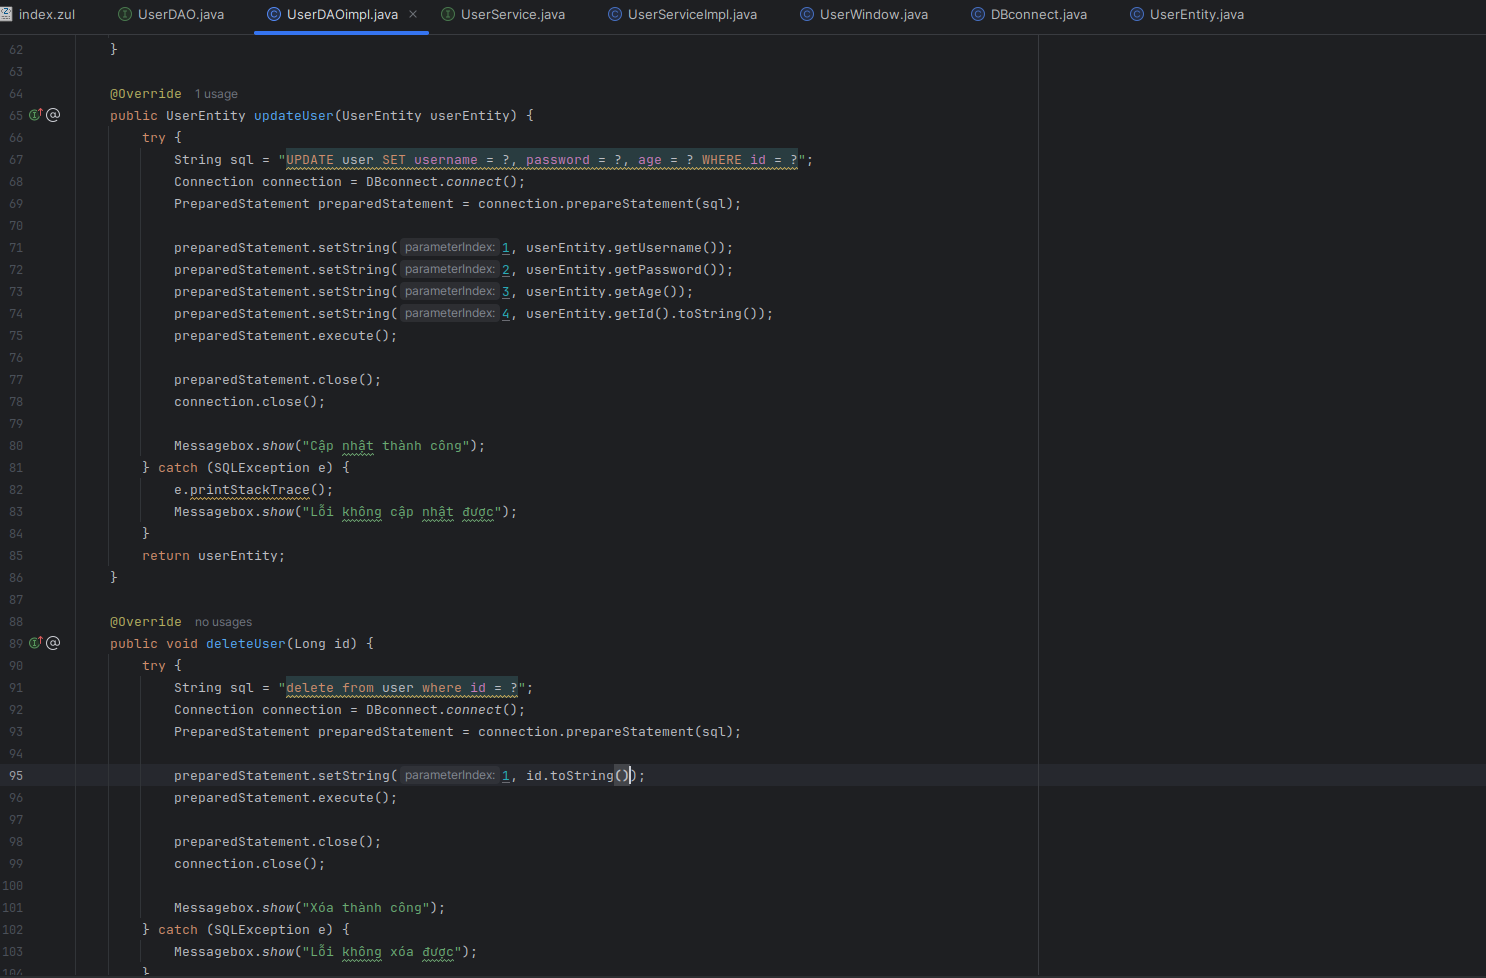 index.zul UserDAO.java UserDAOimpl.java × UserService.java UserServiceImpl.java UserWindow.java DBconnect.java UserEntity.java
62 }
63
64 @Override 1 usage
65 public UserEntity updateUser(UserEntity userEntity) {
66 try {
67 String sql = "UPDATE user SET username = ?, password = ?, age = ? WHERE id = ?";
68 Connection connection = DBconnect.connect();
69 PreparedStatement preparedStatement = connection.prepareStatement(sql);
70
71 preparedStatement.setString( parameterIndex: 1, userEntity.getUsername());
72 preparedStatement.setString( parameterIndex: 2, userEntity.getPassword());
73 preparedStatement.setString( parameterIndex: 3, userEntity.getAge());
74 preparedStatement.setString( parameterIndex: 4, userEntity.getId().toString());
75 preparedStatement.execute();
76
77 preparedStatement.close();
78 connection.close();
79
80 Messagebox.show("Cập nhật thành công");
81 } catch (SQLException e) {
82 e.printStackTrace();
83 Messagebox.show("Lỗi không cập nhật được");
84 }
85 return userEntity;
86 }
87
88 @Override no usages
89 public void deleteUser(Long id) {
90 try {
91 String sql = "delete from user where id = ?";
92 Connection connection = DBconnect.connect();
93 PreparedStatement preparedStatement = connection.prepareStatement(sql);
94
95 preparedStatement.setString( parameterIndex: 1, id.toString());
96 preparedStatement.execute();
97
98 preparedStatement.close();
99 connection.close();
100
101 Messagebox.show("Xóa thành công");
102 } catch (SQLException e) {
103 Messagebox.show("Lỗi không xóa được");
104 }